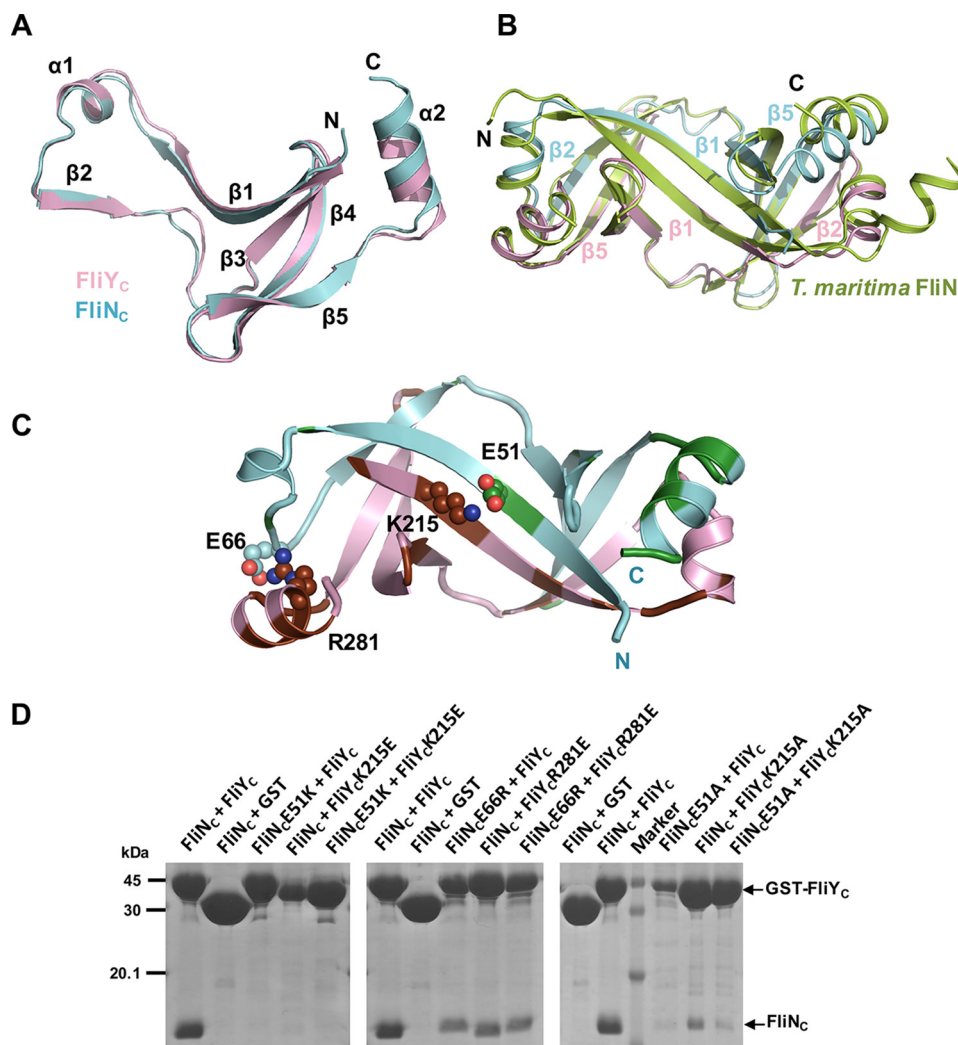 A
α1
C
N
α2
β2
β1
β4
β3
β5
FliYC
FliNC
B
N
C
β5
β2
β1
β5
β1
β2
T. maritima FliN
C
E51
E66
K215
R281
C
N
D
FliNC + FliYC
FliNC + GST
FliNCE51K + FliYC
FliNC + FliYCK215E
FliNCE51K + FliYCK215E
FliNC + FliYC
FliNC + GST
FliNCE66R + FliYC
FliNC + FliYCR281E
FliNCE66R + FliYCR281E
FliNC + GST
FliNC + FliYC
Marker
FliNCE51A + FliYC
FliNC + FliYCK215A
FliNCE51A + FliYCK215A
kDa
45
30
20.1
GST-FliYC
FliNC